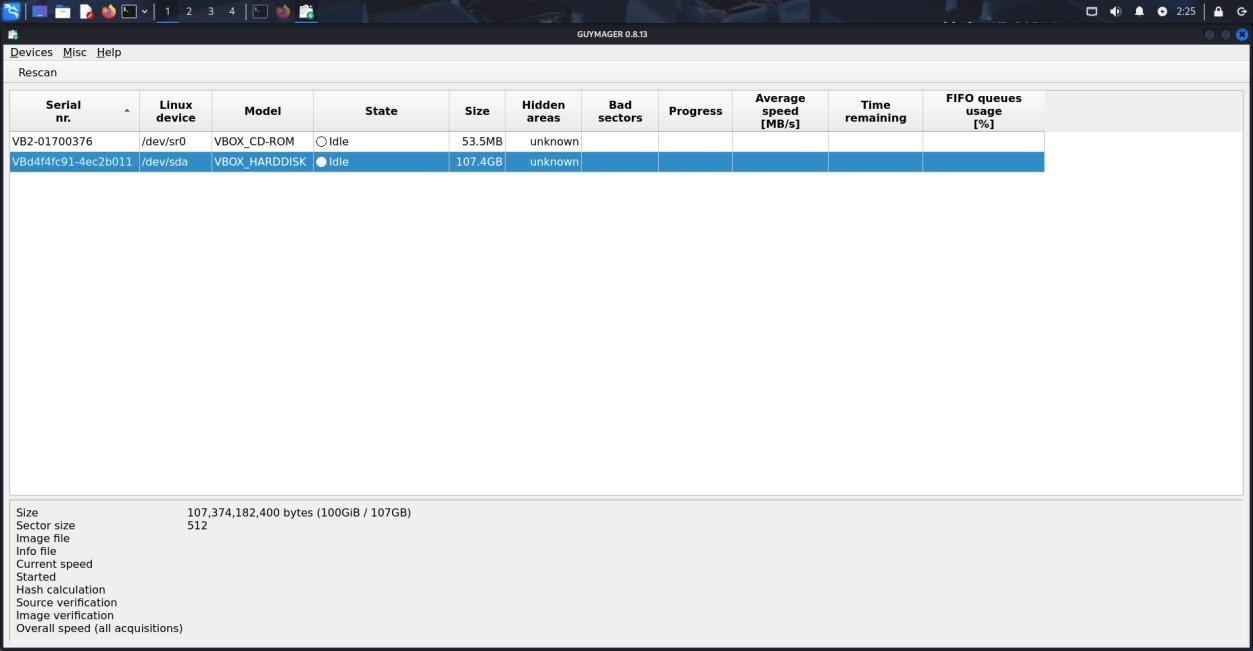 1 2 3 4 2:25
GUYMAGER 0.8.13
Devices Misc Help
Rescan
Serial nr. Linux device Model State Size Hidden areas Bad sectors Progress Average speed [MB/s] Time remaining FIFO queues usage [%]
VB2-01700376 /dev/sr0 VBOX_CD-ROM Idle 53.5MB unknown
VBd4f4fc91-4ec2b011 /dev/sda VBOX_HARDDISK Idle 107.4GB unknown
Size 107,374,182,400 bytes (100GiB / 107GB)
Sector size 512
Image file
Info file
Current speed
Started
Hash calculation
Source verification
Image verification
Overall speed (all acquisitions)